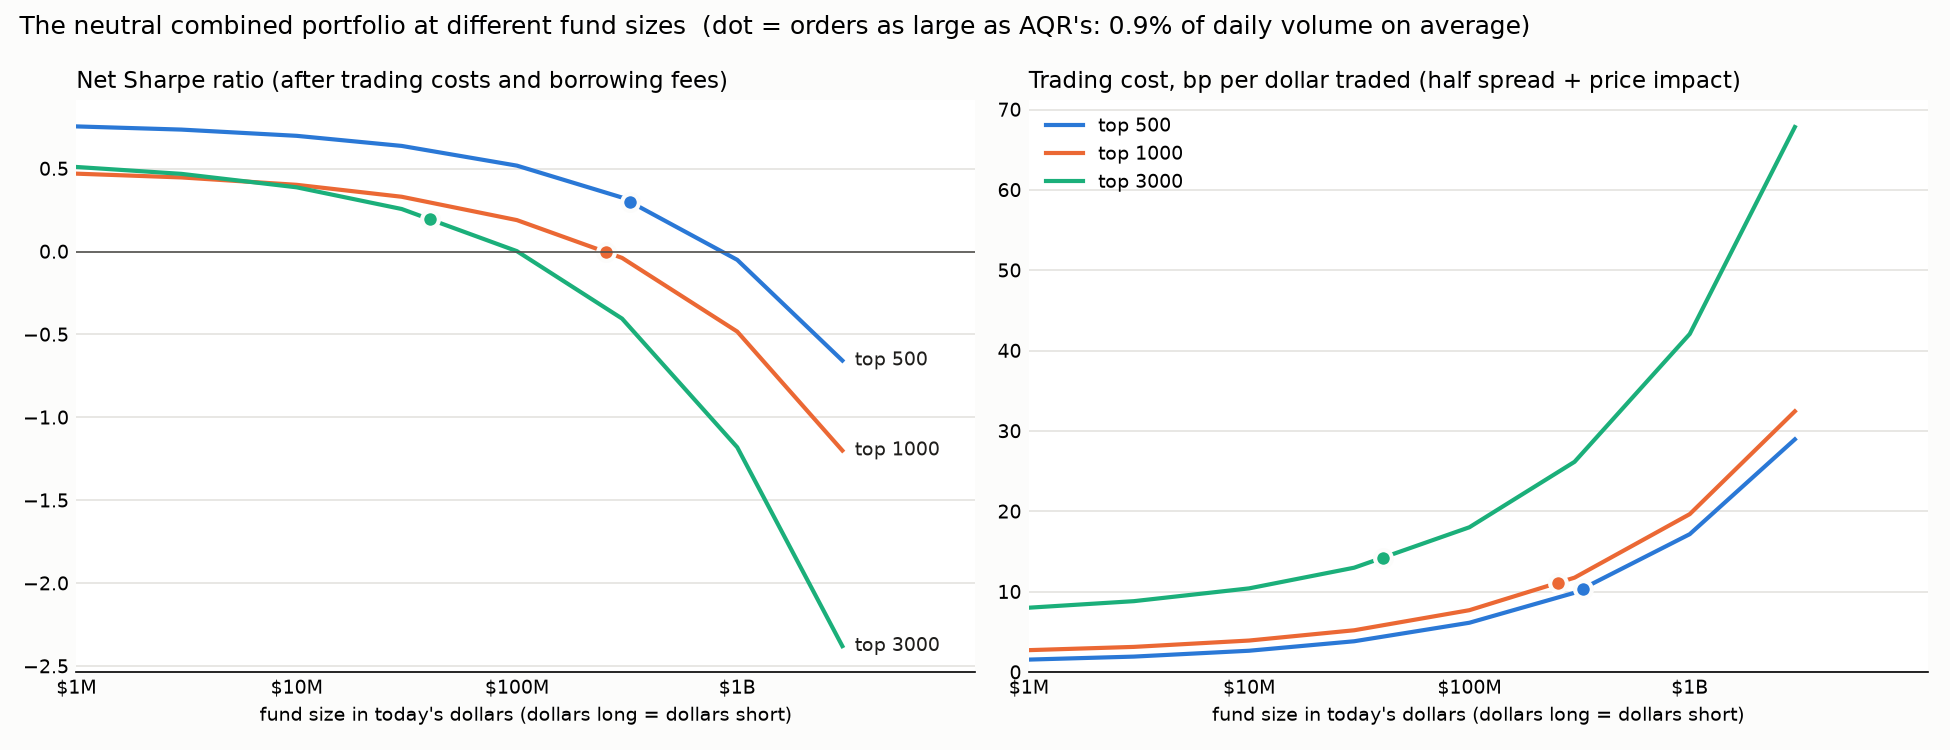 The neutral combined portfolio at different fund sizes  (dot = orders as large as AQR's: 0.9% of daily volume on average)
Net Sharpe ratio (after trading costs and borrowing fees)
0.5
0.0
−0.5
−1.0
−1.5
−2.0
−2.5
top 500
top 1000
top 3000
$1M
$10M
$100M
$1B
fund size in today's dollars (dollars long = dollars short)
Trading cost, bp per dollar traded (half spread + price impact)
70
60
50
40
30
20
10
0
top 500
top 1000
top 3000
$1M
$10M
$100M
$1B
fund size in today's dollars (dollars long = dollars short)